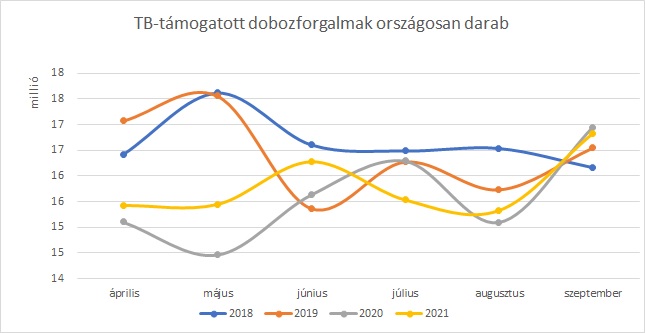 TB-támogatott dobozforgalmak országosan darab
millió
18
18
17
17
16
16
15
15
14
április május június július augusztus szeptember
2018 2019 2020 2021